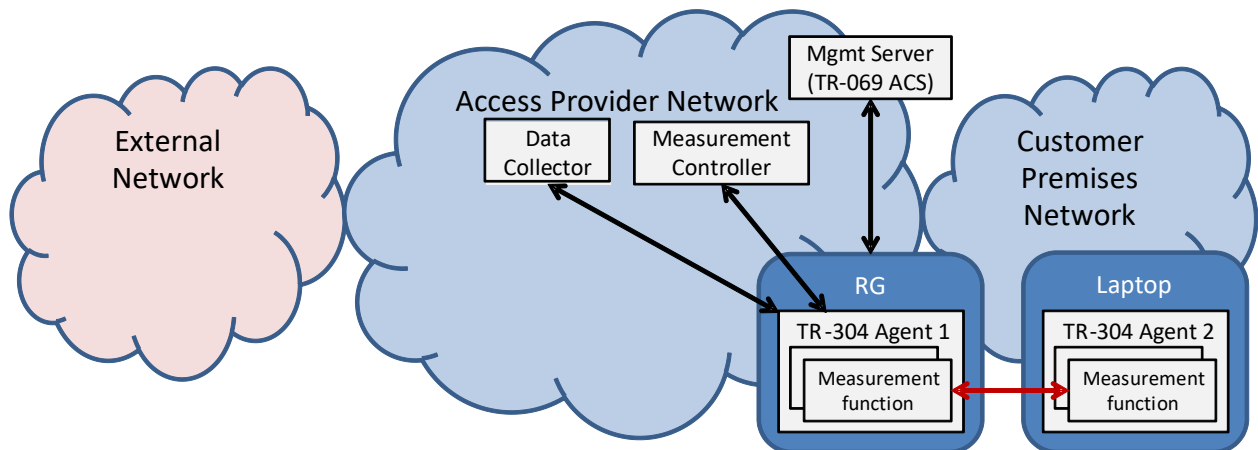 External
Network
Access Provider Network
Data
Collector
Measurement
Controller
Mgmt Server
(TR-069 ACS)
Customer
Premises
Network
RG
TR-304 Agent 1
Measurement
function
Laptop
TR-304 Agent 2
Measurement
function